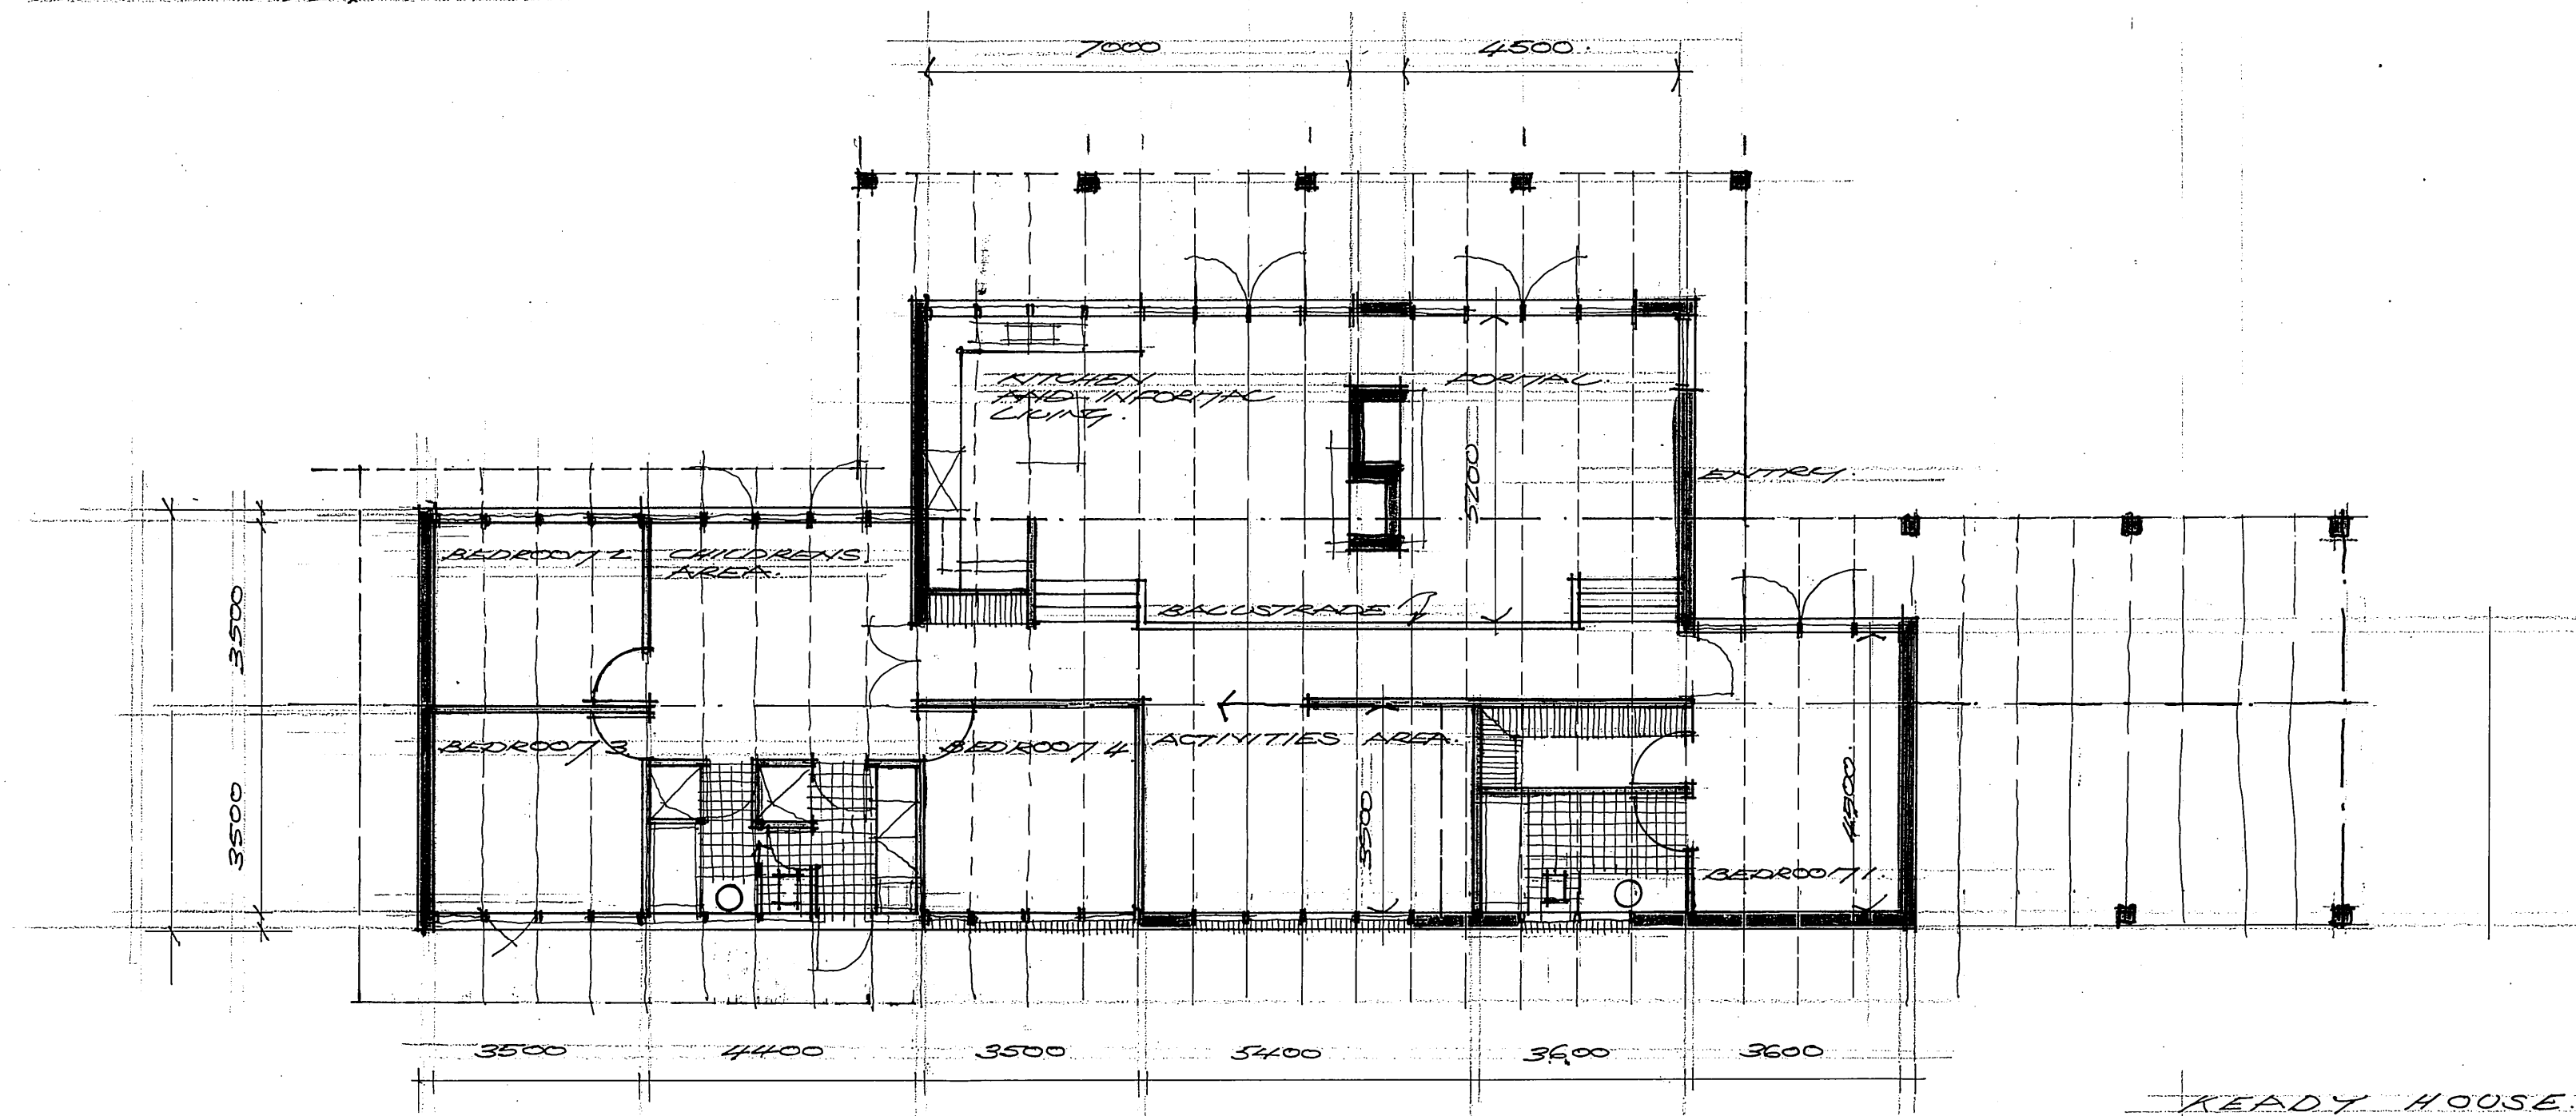 7000
4500.
KITCHEN
AND INFORMAL
LIVING.
FORMAL.
5200
ENTRY.
BEDROOM 2
CHILDRENS
AREA.
3500
BALUSTRADE
BEDROOM 3
BEDROOM 4
ACTIVITIES AREA.
3500
3500
4500.
BEDROOM 1.
3500
4400
3500
5400
3600
3600
KEADY HOUSE.